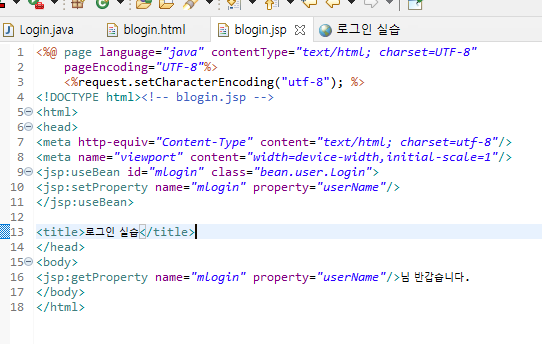 Login.java blogin.html blogin.jsp 로그인 실습
1 <%@ page language="java" contentType="text/html; charset=UTF-8"
2 pageEncoding="UTF-8"%>
3 <%request.setCharacterEncoding("utf-8"); %>
4 <!DOCTYPE html><!-- blogin.jsp -->
5 <html>
6 <head>
7 <meta http-equiv="Content-Type" content="text/html; charset=utf-8"/>
8 <meta name="viewport" content="width=device-width,initial-scale=1"/>
9 <jsp:useBean id="mlogin" class="bean.user.Login">
10 <jsp:setProperty name="mlogin" property="userName"/>
11 </jsp:useBean>
12
13 <title>로그인 실습</title>
14 </head>
15 <body>
16 <jsp:getProperty name="mlogin" property="userName"/>님 반갑습니다.
17 </body>
18 </html>